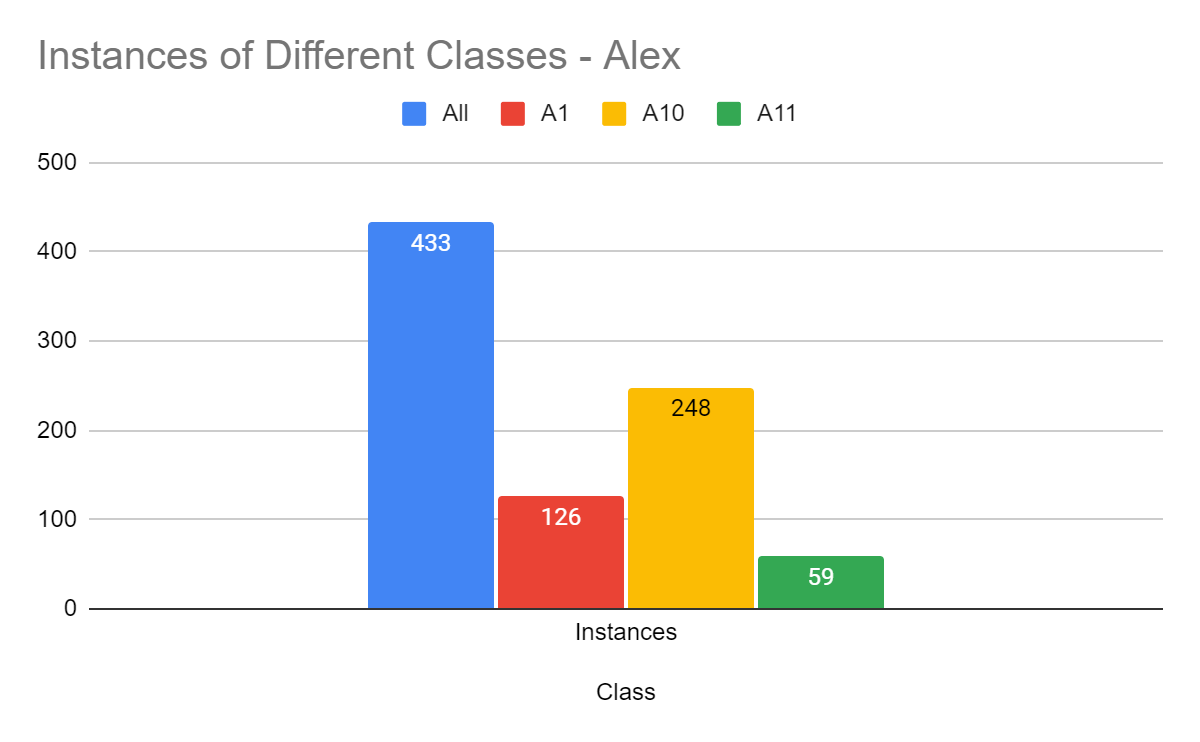 Instances of Different Classes - Alex
All A1 A10 A11
500
400
300
200
100
0
433
126
248
59
Instances
Class